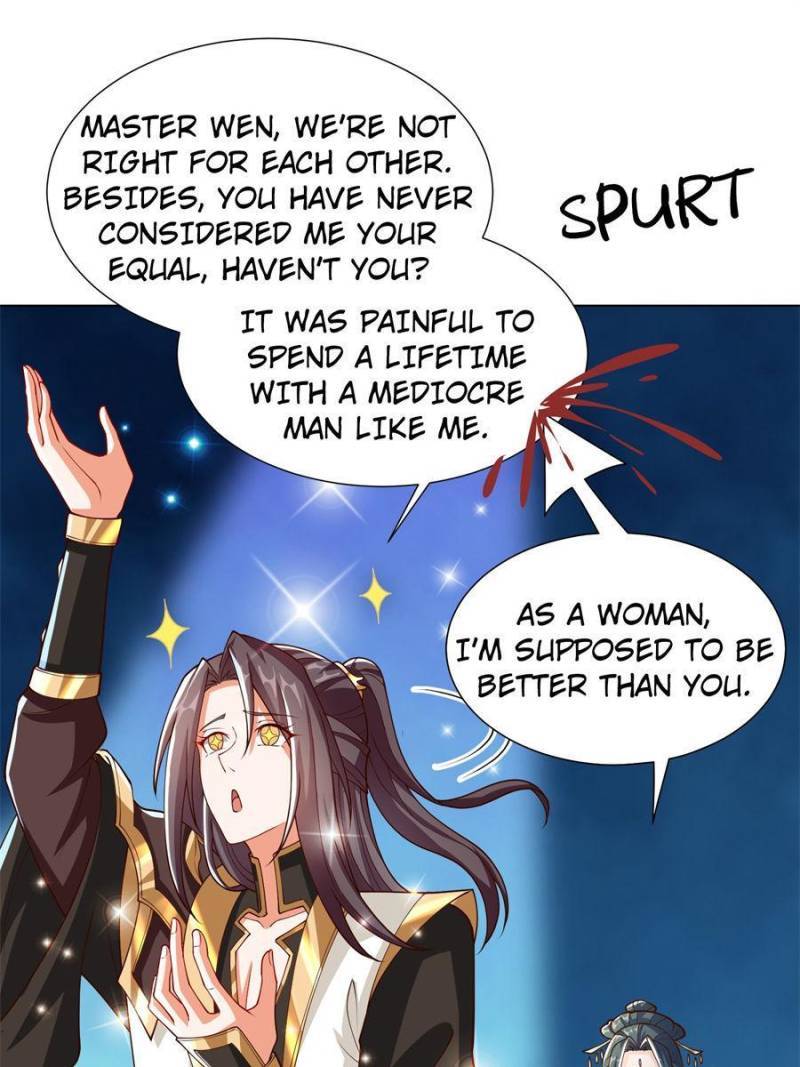 MASTER WEN, WE'RE NOT
RIGHT FOR EACH OTHER.
BESIDES, YOU HAVE NEVER
CONSIDERED ME YOUR
EQUAL, HAVEN'T YOU?
SPURT
IT WAS PAINFUL TO
SPEND A LIFETIME
WITH A MEDIOCRE
MAN LIKE ME.
AS A WOMAN,
I'M SUPPOSED TO BE
BETTER THAN YOU.